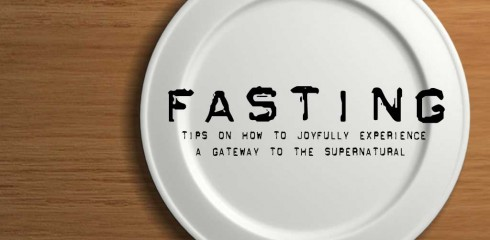 FASTING
TIPS ON HOW TO JOYFULLY EXPERIENCE
A GATEWAY TO THE SUPERNATURAL